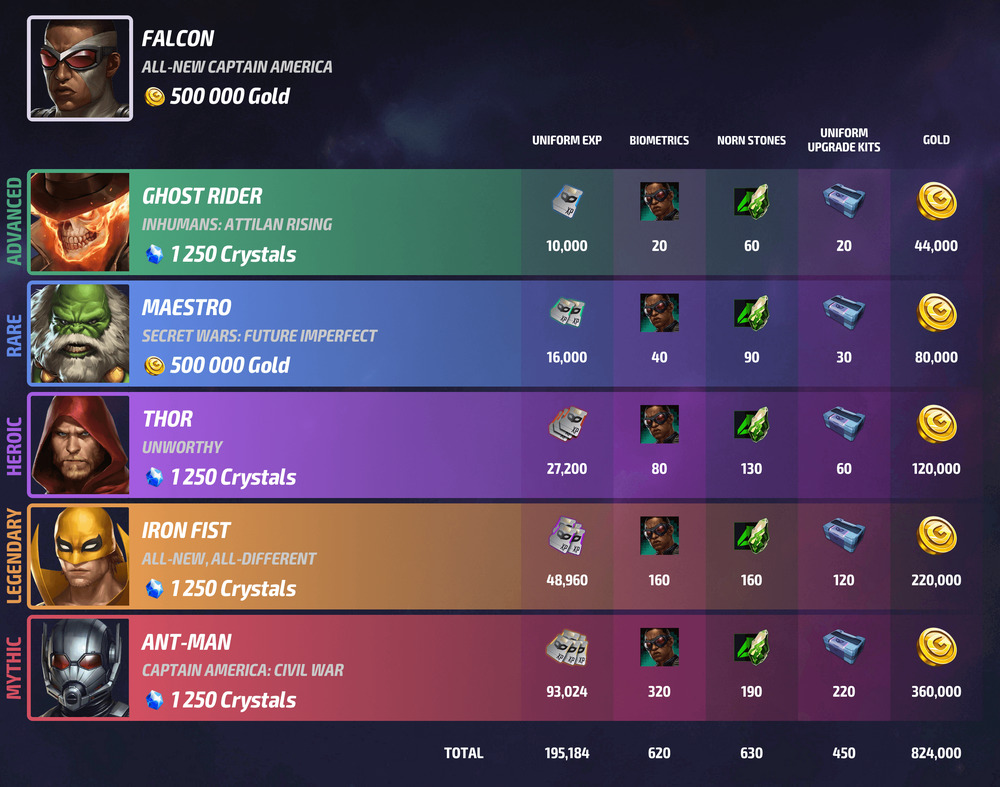 FALCON
ALL-NEW CAPTAIN AMERICA
500 000 Gold
UNIFORM EXP BIOMETRICS NORN STONES UNIFORM UPGRADE KITS GOLD
ADVANCED
GHOST RIDER
INHUMANS: ATTILAN RISING
1 250 Crystals
10,000 20 60 20 44,000
RARE
MAESTRO
SECRET WARS: FUTURE IMPERFECT
500 000 Gold
16,000 40 90 30 80,000
HEROIC
THOR
UNWORTHY
1 250 Crystals
27,200 80 130 60 120,000
LEGENDARY
IRON FIST
ALL-NEW, ALL-DIFFERENT
1 250 Crystals
48,960 160 160 120 220,000
MYTHIC
ANT-MAN
CAPTAIN AMERICA: CIVIL WAR
1 250 Crystals
93,024 320 190 220 360,000
TOTAL 195,184 620 630 450 824,000